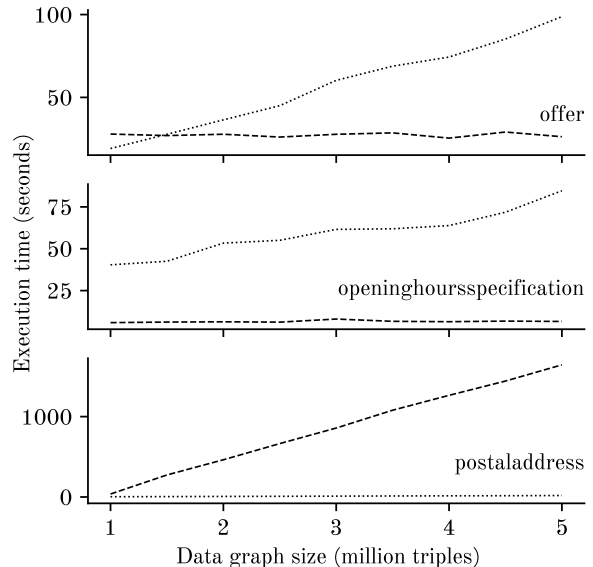 100
50
offer
75
50
25
openinghoursspecification
Execution time (seconds)
1000
0
postaladdress
1 2 3 4 5
Data graph size (million triples)